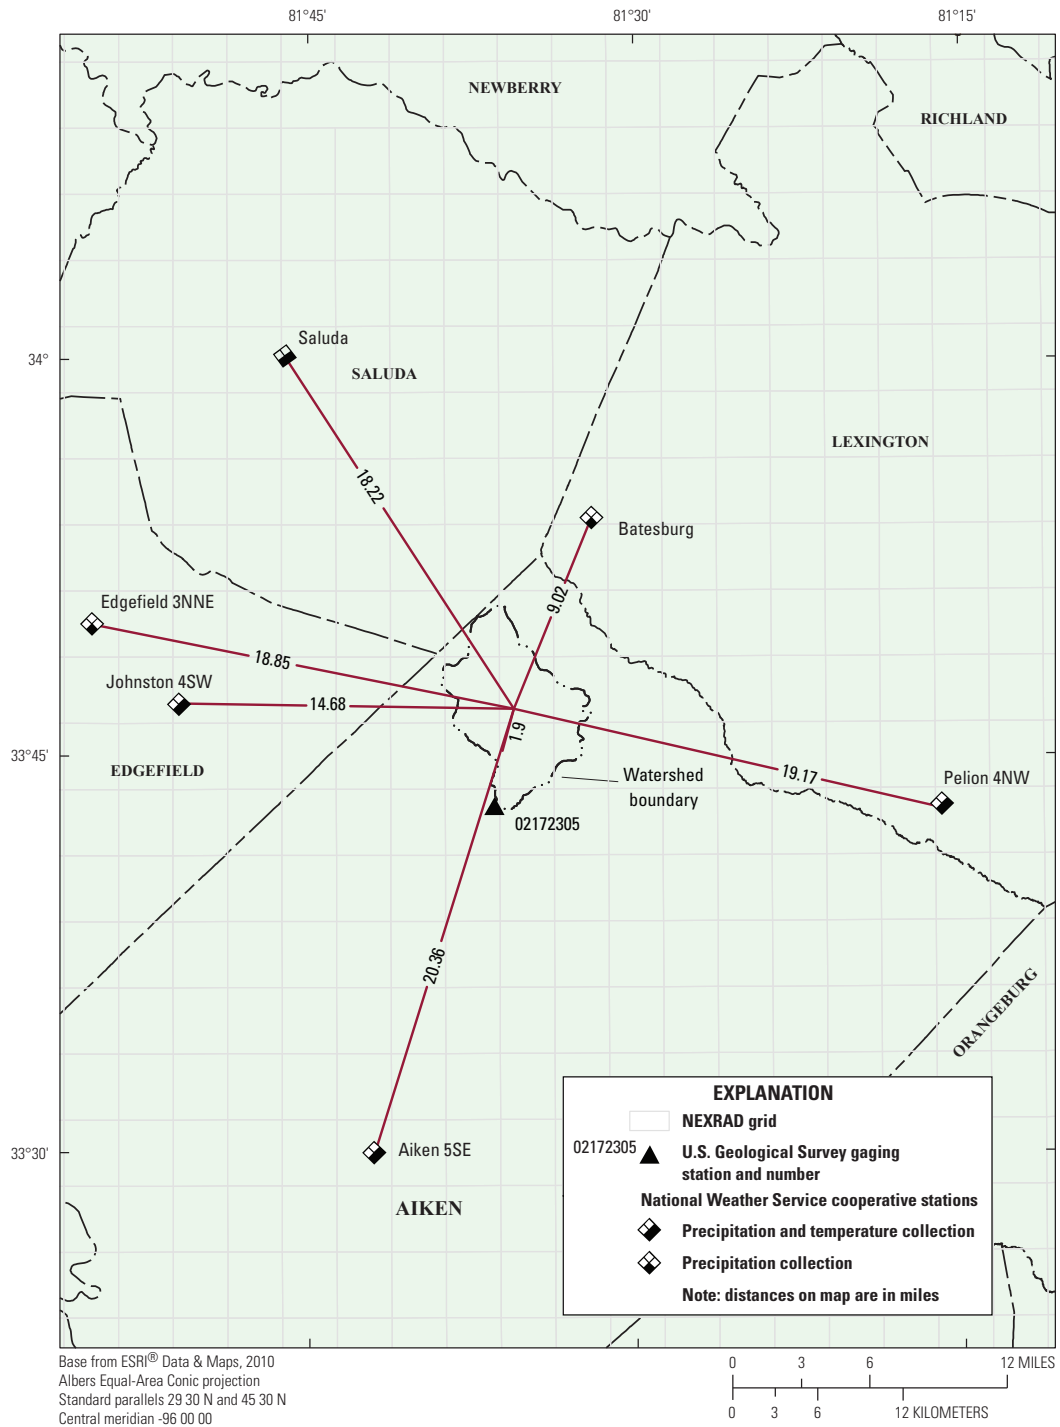 81°45'
81°30'
81°15'
NEWBERRY
RICHLAND
Saluda
34°
SALUDA
LEXINGTON
18.22
Batesburg
9.02
Edgefield 3NNE
18.85
Johnston 4SW
14.68
1.9
33°45'
EDGEFIELD
Watershed
boundary
19.17
Pelion 4NW
02172305
20.36
ORANGEBURG
33°30'
Aiken 5SE
AIKEN
EXPLANATION
NEXRAD grid
02172305
U.S. Geological Survey gaging
station and number
National Weather Service cooperative stations
Precipitation and temperature collection
Precipitation collection
Note: distances on map are in miles
Base from ESRI® Data & Maps, 2010
Albers Equal-Area Conic projection
Standard parallels 29 30 N and 45 30 N
Central meridian -96 00 00
0 3 6 12 MILES
0 3 6 12 KILOMETERS